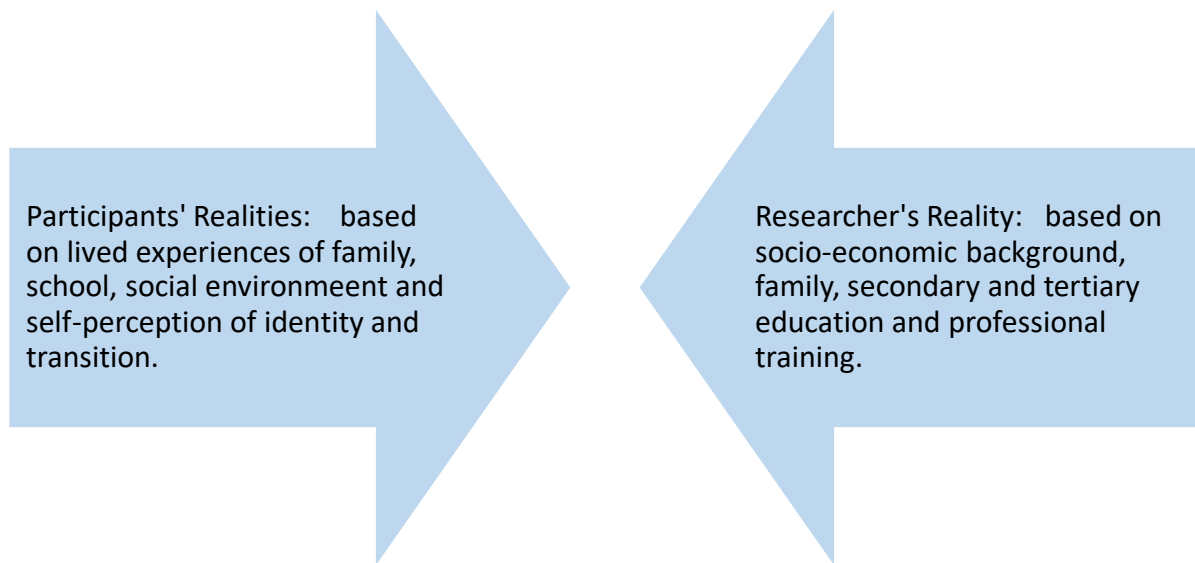 Participants' Realities:   based
on lived experiences of family,
school, social environmeent and
self-perception of identity and
transition.
Researcher's Reality:   based on
socio-economic background,
family, secondary and tertiary
education and professional
training.